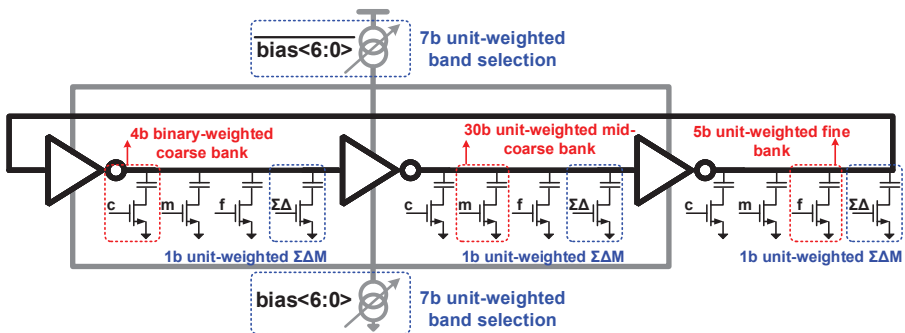 bias<6:0>
7b unit-weighted
band selection
4b binary-weighted
coarse bank
30b unit-weighted mid-
coarse bank
5b unit-weighted fine
bank
c
m
f
ΣΔ
c
m
f
ΣΔ
c
m
f
ΣΔ
1b unit-weighted ΣΔM
1b unit-weighted ΣΔM
1b unit-weighted ΣΔM
bias<6:0>
7b unit-weighted
band selection